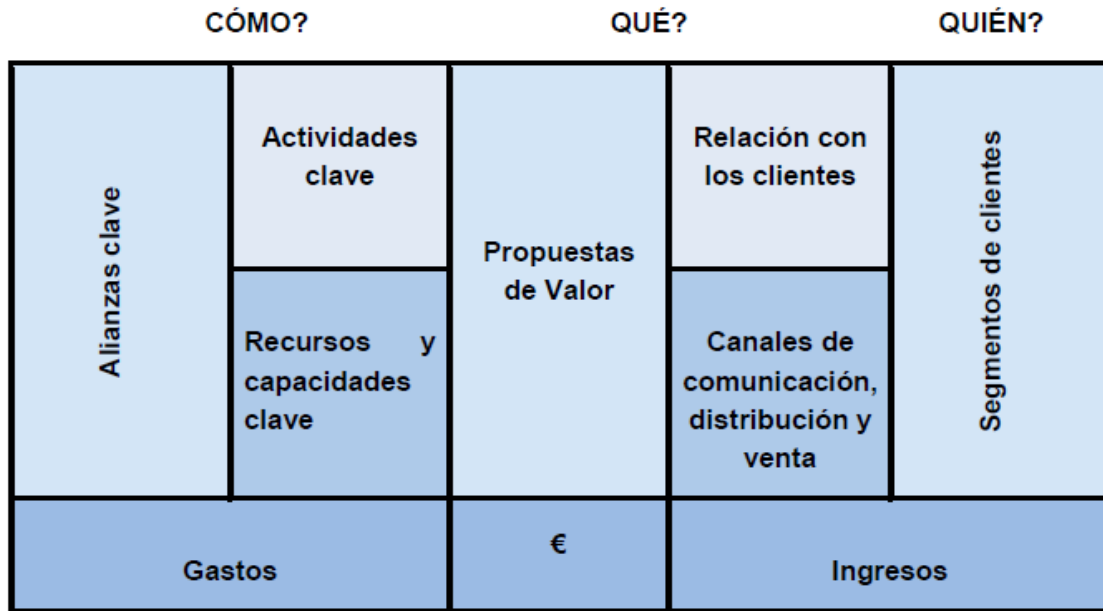 CÓMO?
QUÉ?
QUIÉN?
Alianzas clave
Actividades
clave
Recursos y
capacidades
clave
Propuestas
de Valor
Relación con
los clientes
Canales de
comunicación,
distribución y
venta
Segmentos de clientes
Gastos
€
Ingresos